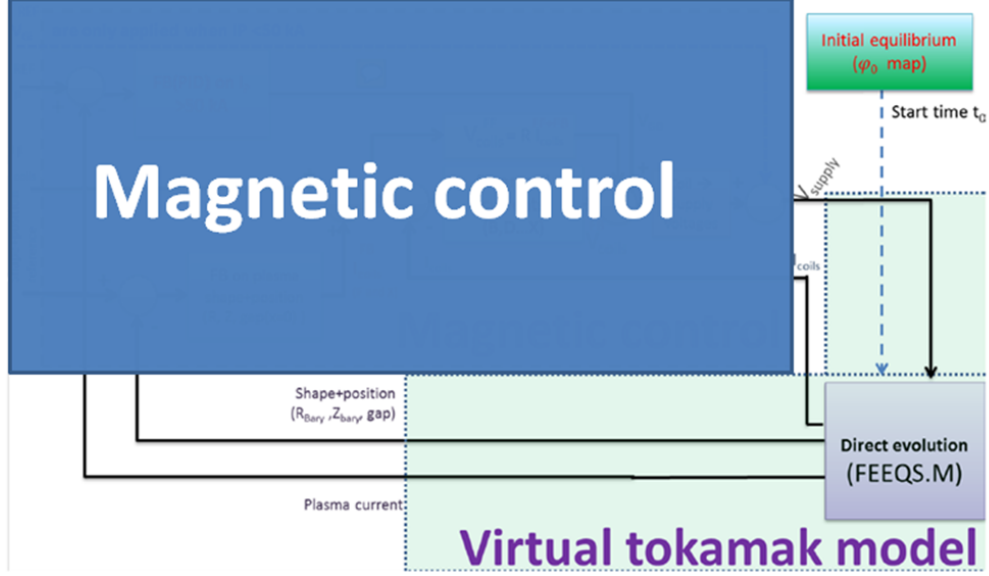 Initial equilibrium
(φ₀ map)
Start time t₀
Magnetic control
Vsupply
Icoils
Shape+position
(RBary ,Zbary, gap)
Direct evolution
(FEEQS.M)
Plasma current
Virtual tokamak model